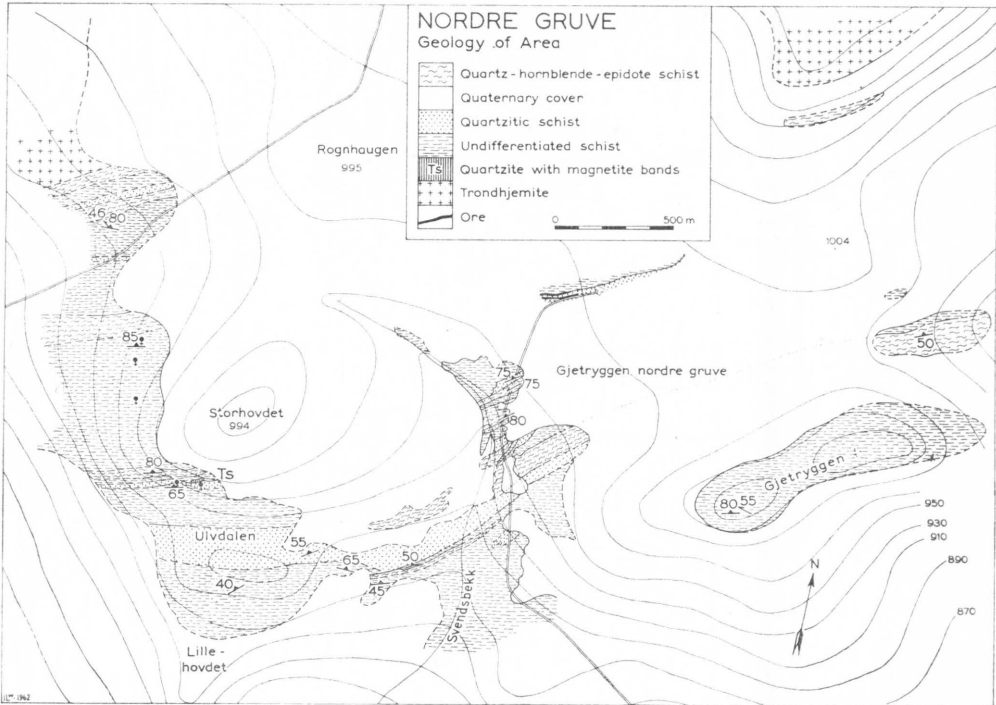 NORDRE GRUVE
Geology of Area
Quartz-hornblende-epidote schist
Quaternary cover
Quartzitic schist
Undifferentiated schist
Ts Quartzite with magnetite bands
Trondhjemite
Ore
0 500 m
Rognhaugen
995
46 80
1004
85
50
75
75
Gjetryggen nordre gruve
Storhovdet
994
80
80
Ts
65
Gjetryggen
80 55
Ulvdalen
55
65
50
40
45
Svendsbekk
950
930
910
890
870
N
Lille-
hovdet
1962